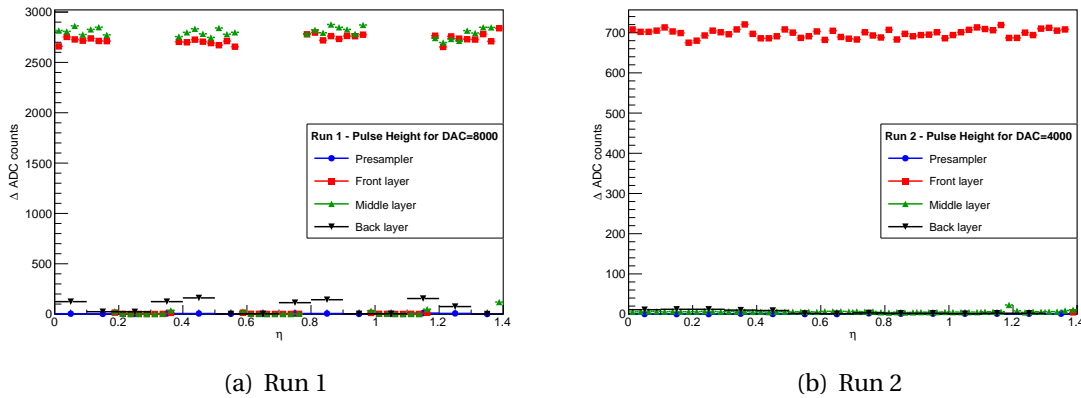 3000
2500
2000
1500
1000
500
0
Δ ADC counts
Run 1 - Pulse Height for DAC=8000
Presampler
Front layer
Middle layer
Back layer
0 0.2 0.4 0.6 0.8 1 1.2 1.4
η
(a) Run 1
700
600
500
400
300
200
100
0
Δ ADC counts
Run 2 - Pulse Height for DAC=4000
Presampler
Front layer
Middle layer
Back layer
0 0.2 0.4 0.6 0.8 1 1.2 1.4
η
(b) Run 2